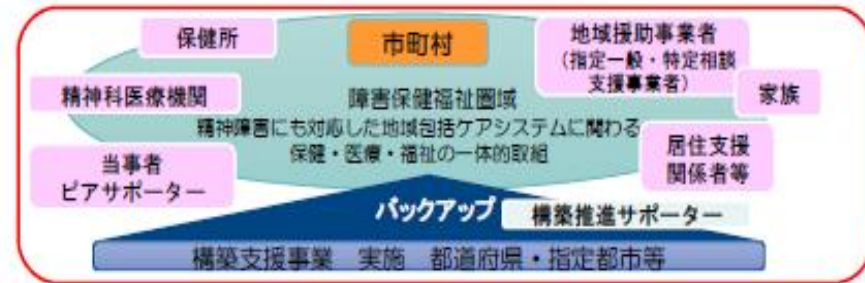 保健所
市町村
地域援助事業者
(指定一般・特定相談
支援事業者)
精神科医療機関
障害保健福祉圏域
家族
精神障害にも対応した地域包括ケアシステムに関わる
保健・医療・福祉の一体的取組
当事者
ピアサポーター
居住支援
関係者等
バックアップ
構築推進サポーター
構築支援事業 実施 都道府県・指定都市等